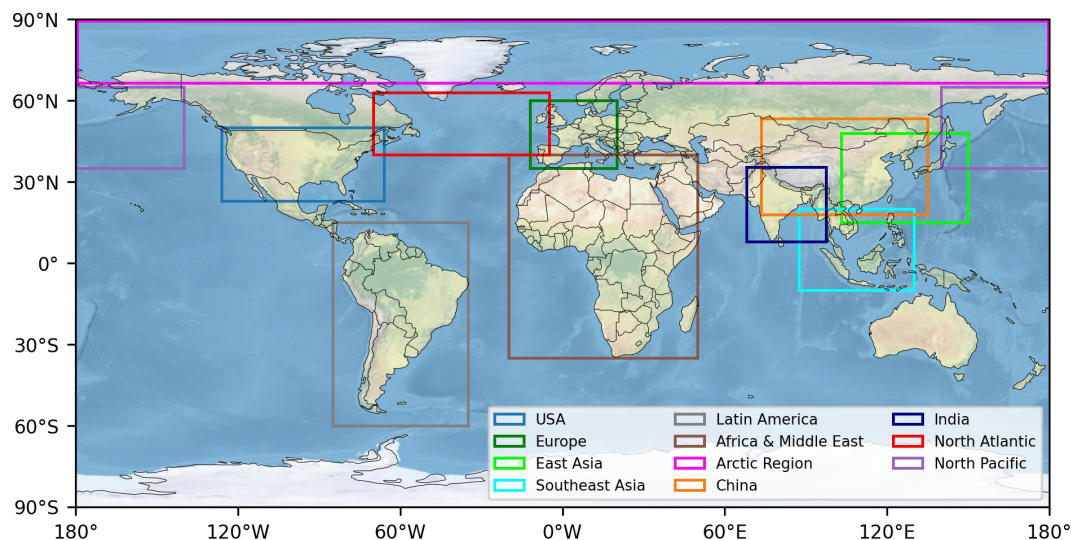 90°N
60°N
30°N
0°
30°S
60°S
90°S
USA
Europe
East Asia
Southeast Asia
Latin America
Africa & Middle East
Arctic Region
China
India
North Atlantic
North Pacific
180°
120°W
60°W
0°W
60°E
120°E
180°